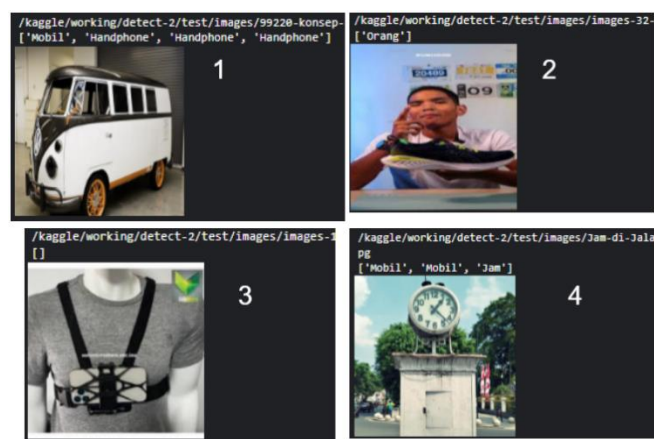 /kaggle/working/detect-2/test/images/99220-konsep-
['Mobil', 'Handphone', 'Handphone', 'Handphone']
1
/kaggle/working/detect-2/test/images/images-32-
['Orang']
2
20489
09
/kaggle/working/detect-2/test/images/images-1
[]
3
/kaggle/working/detect-2/test/images/Jam-di-Jala
pg
['Mobil', 'Mobil', 'Jam']
4